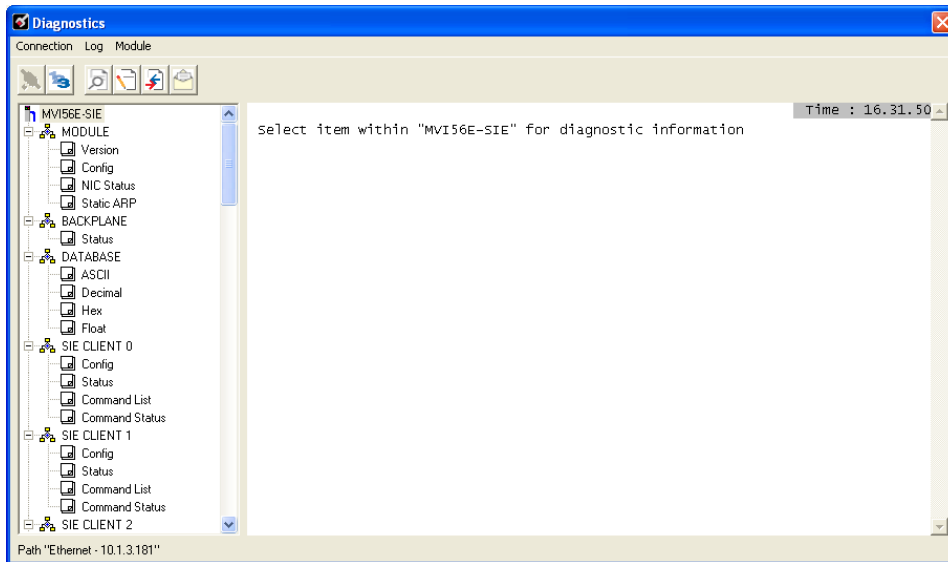 Diagnostics
Connection Log Module
MVI56E-SIE
MODULE
Version
Config
NIC Status
Static ARP
BACKPLANE
Status
DATABASE
ASCII
Decimal
Hex
Float
SIE CLIENT 0
Config
Status
Command List
Command Status
SIE CLIENT 1
Config
Status
Command List
Command Status
SIE CLIENT 2
Time : 16.31.50
Select item within "MVI56E-SIE" for diagnostic information
Path "Ethernet - 10.1.3.181"